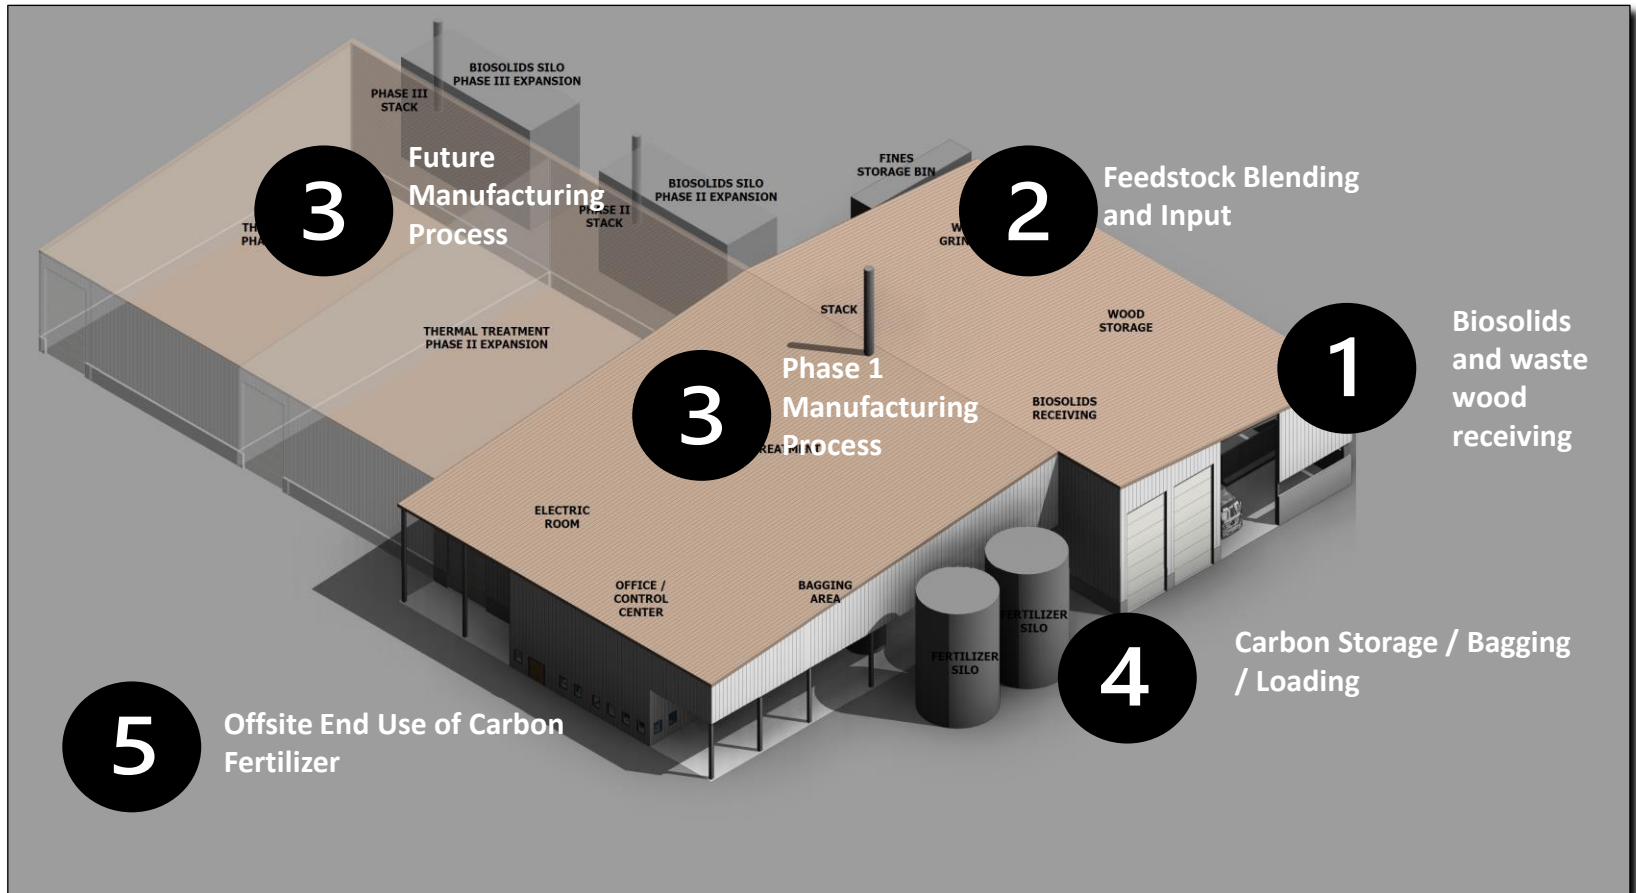 BIOSOLIDS SILO
PHASE III EXPANSION
PHASE III
STACK
3
Future
Manufacturing
Process
BIOSOLIDS SILO
PHASE II EXPANSION
PHASE II
STACK
FINES
STORAGE BIN
2
Feedstock Blending
and Input
THERMAL TREATMENT
PHASE II EXPANSION
STACK
WOOD
STORAGE
1
Biosolids
and waste
wood
receiving
3
Phase 1
Manufacturing
Process
BIOSOLIDS
RECEIVING
ELECTRIC
ROOM
OFFICE /
CONTROL
CENTER
BAGGING
AREA
FERTILIZER
SILO
FERTILIZER
SILO
4
Carbon Storage / Bagging
/ Loading
5
Offsite End Use of Carbon
Fertilizer